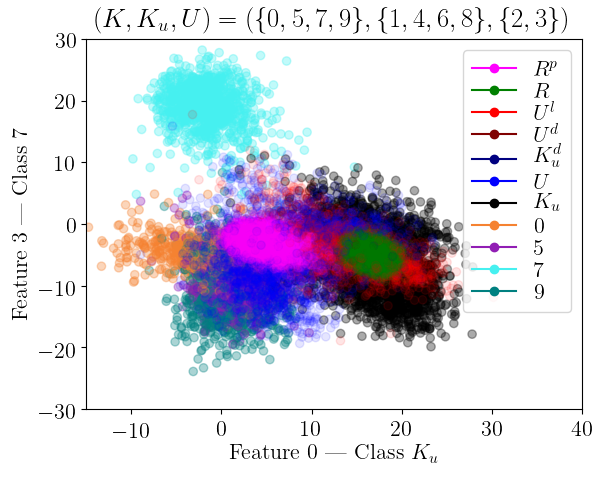 (K, K_u, U) = ({0, 5, 7, 9}, {1, 4, 6, 8}, {2, 3})
30
20
10
0
−10
−20
−30
Feature 3 — Class 7
−10
0
10
20
30
40
Feature 0 — Class K_u
R^p
R
U^l
U^d
K_u^d
U
K_u
0
5
7
9